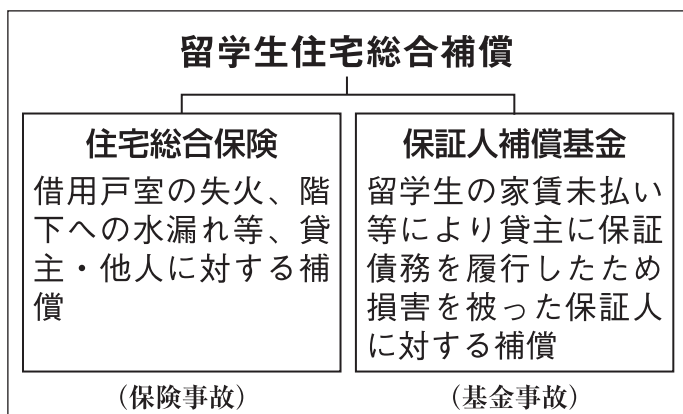 留学生住宅総合補償
住宅総合保険
借用戸室の失火、階
下への水漏れ等、貸
主・他人に対する補
償
(保険事故)
保証人補償基金
留学生の家賃未払い
等により貸主に保証
債務を履行したため
損害を被った保証人
に対する補償
(基金事故)